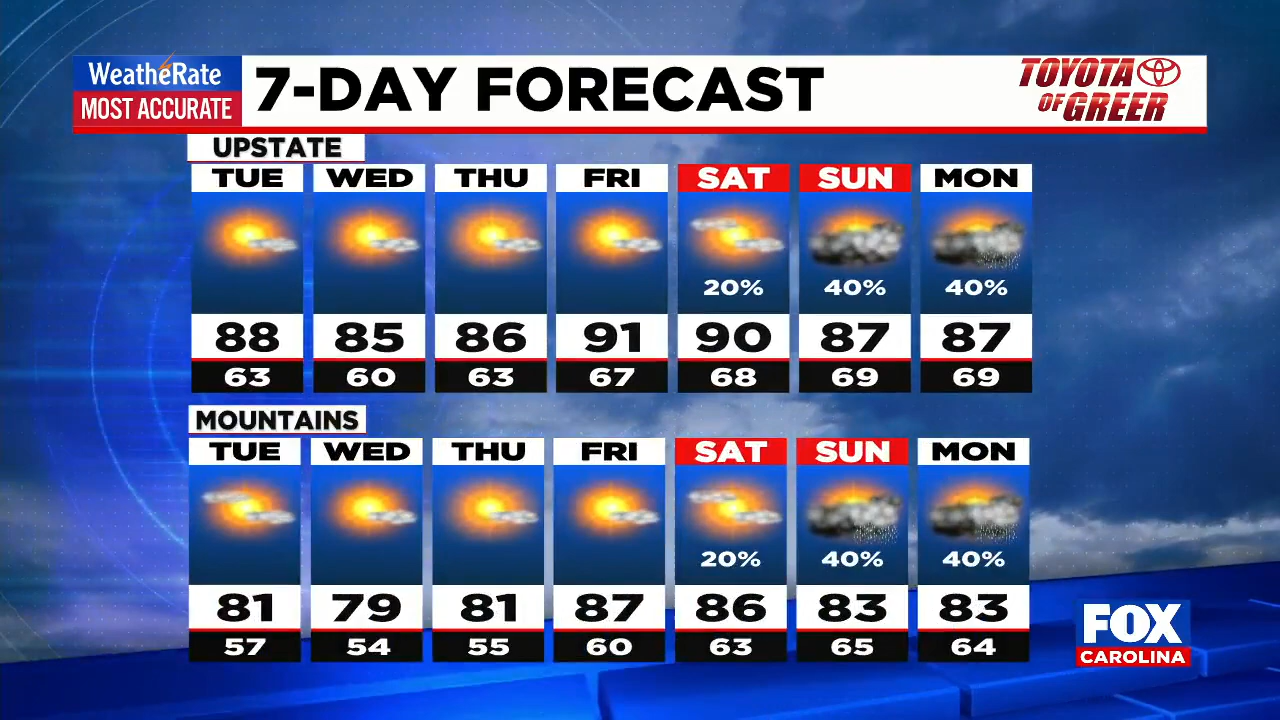 WeatheRate
MOST ACCURATE
7-DAY FORECAST
TOYOTA
OF GREER
UPSTATE
TUE WED THU FRI SAT SUN MON
20% 40% 40%
88 85 86 91 90 87 87
63 60 63 67 68 69 69
MOUNTAINS
TUE WED THU FRI SAT SUN MON
20% 40% 40%
81 79 81 87 86 83 83
57 54 55 60 63 65 64
FOX
CAROLINA